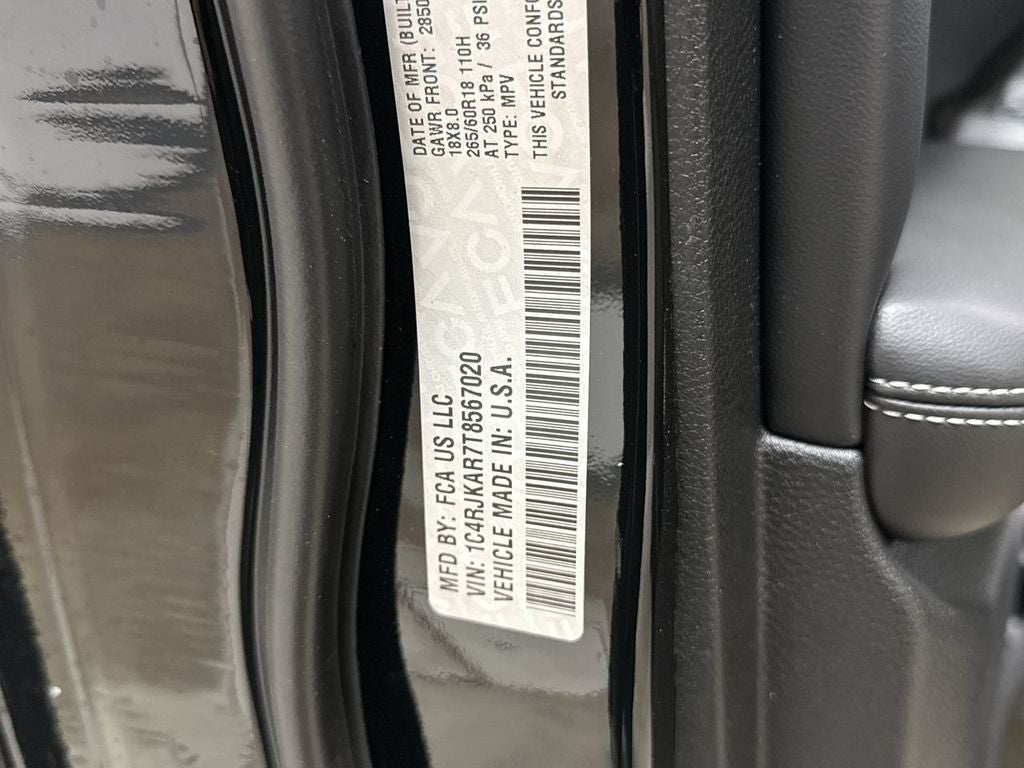 MFD BY: FCA US LLC
VIN: 1C4RJKAR7T8567020
VEHICLE MADE IN: U.S.A.
DATE OF MFR (BUILT
GAWR FRONT: 2850
18X8.0
265/60R18 110H
AT 250 kPa / 36 PSI
TYPE: MPV
THIS VEHICLE CONFO
STANDARDS